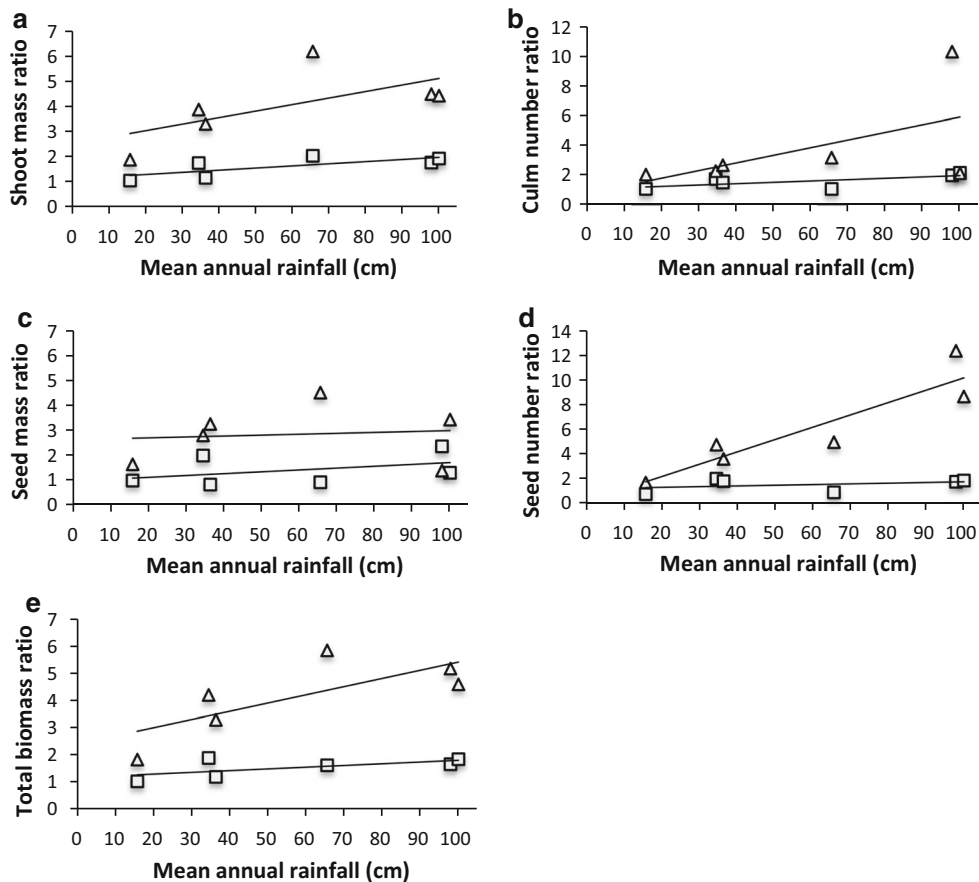 a
Shoot mass ratio
7
6
5
4
3
2
1
0
0 10 20 30 40 50 60 70 80 90 100
Mean annual rainfall (cm)
b
Culm number ratio
12
10
8
6
4
2
0
0 10 20 30 40 50 60 70 80 90 100
Mean annual rainfall (cm)
c
Seed mass ratio
7
6
5
4
3
2
1
0
0 10 20 30 40 50 60 70 80 90 100
Mean annual rainfall (cm)
d
Seed number ratio
14
12
10
8
6
4
2
0
0 10 20 30 40 50 60 70 80 90 100
Mean annual rainfall (cm)
e
Total biomass ratio
7
6
5
4
3
2
1
0
0 10 20 30 40 50 60 70 80 90 100
Mean annual rainfall (cm)